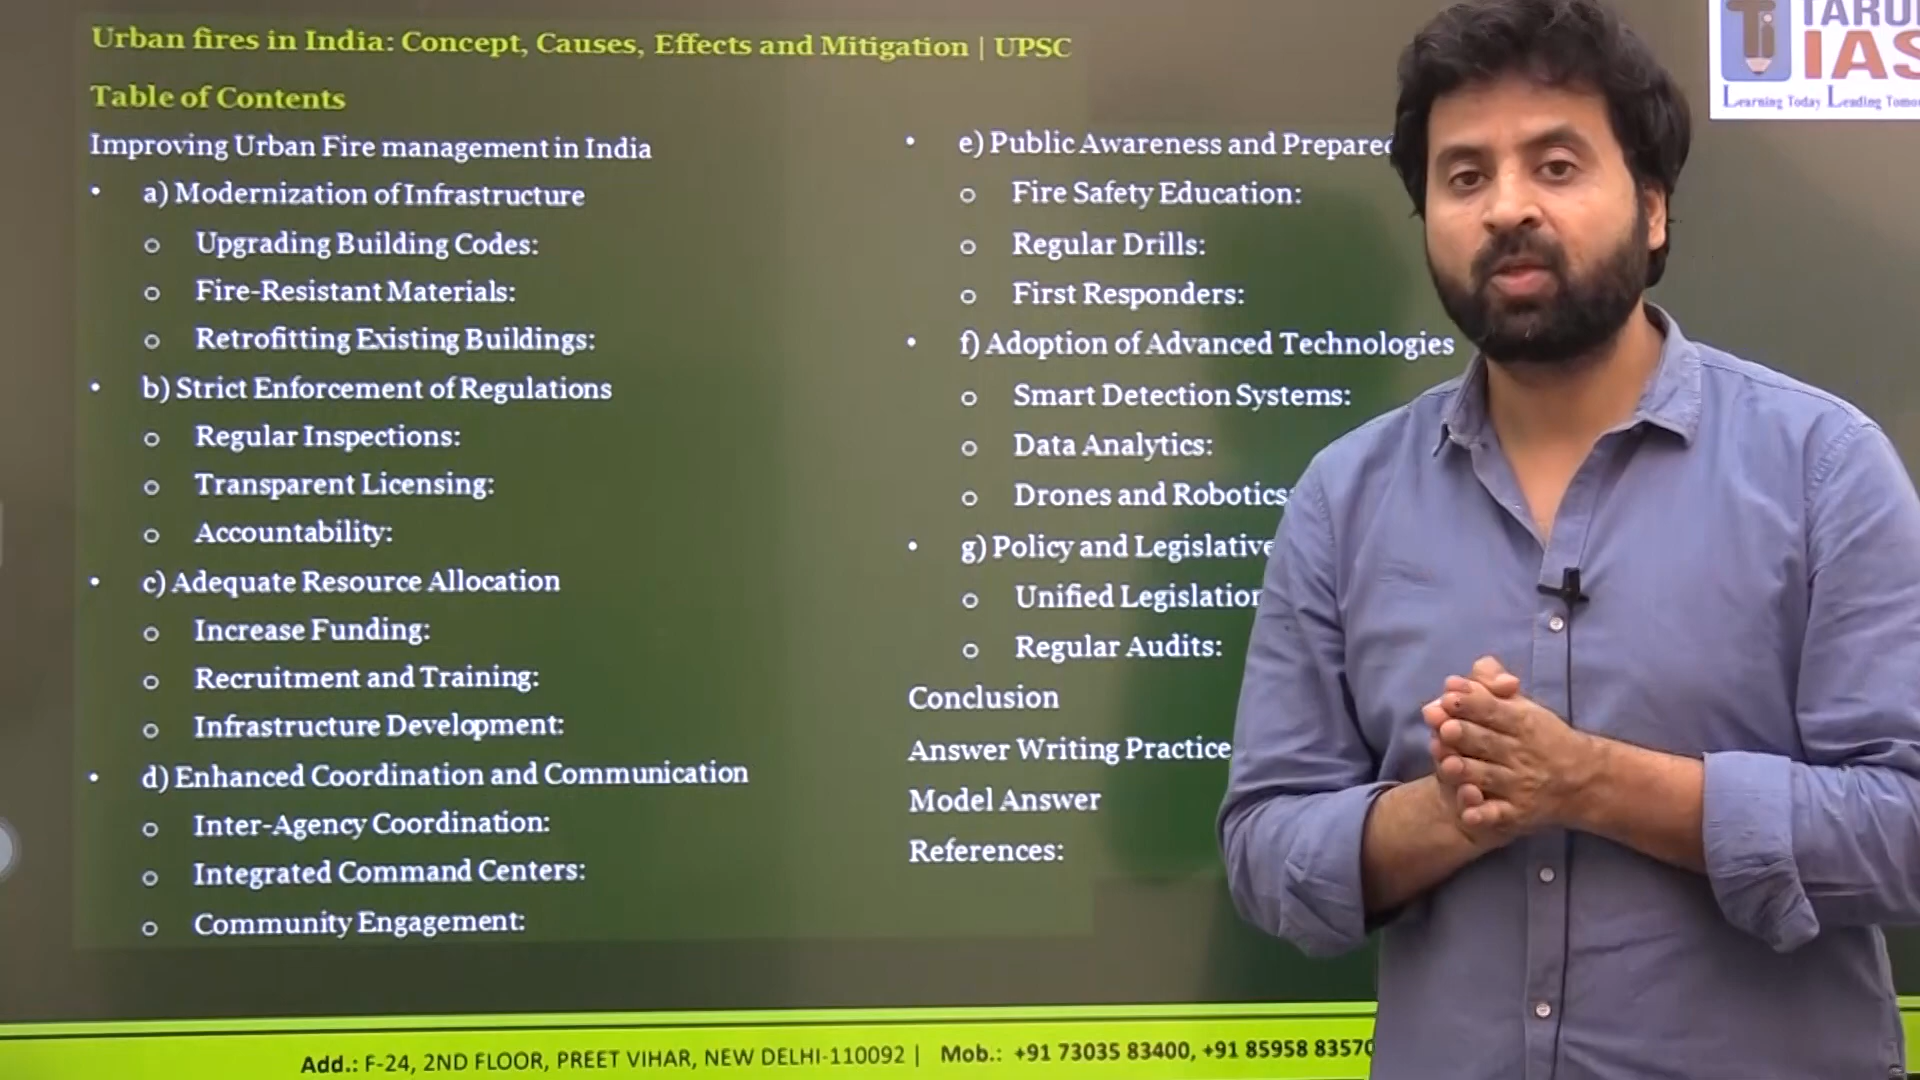 Urban fires in India: Concept, Causes, Effects and Mitigation | UPSC
Table of Contents
Improving Urban Fire management in India
• a) Modernization of Infrastructure
o Upgrading Building Codes:
o Fire-Resistant Materials:
o Retrofitting Existing Buildings:
• b) Strict Enforcement of Regulations
o Regular Inspections:
o Transparent Licensing:
o Accountability:
• c) Adequate Resource Allocation
o Increase Funding:
o Recruitment and Training:
o Infrastructure Development:
• d) Enhanced Coordination and Communication
o Inter-Agency Coordination:
o Integrated Command Centers:
o Community Engagement:
• e) Public Awareness and
o Fire Safety Education:
o Regular Drills:
o First Responders:
• f) Adoption of Advanced Technologies
o Smart Detection Systems:
o Data Analytics:
o Drones and Robotics
• g) Policy and Legislative
o Unified Legislation
o Regular Audits:
Conclusion
Answer Writing Practice
Model Answer
References:
IAS
Learning Today Leading
Add.: F-24, 2ND FLOOR, PREET VIHAR, NEW DELHI-110092 | Mob.: +91 73035 83400, +91 85958 83570